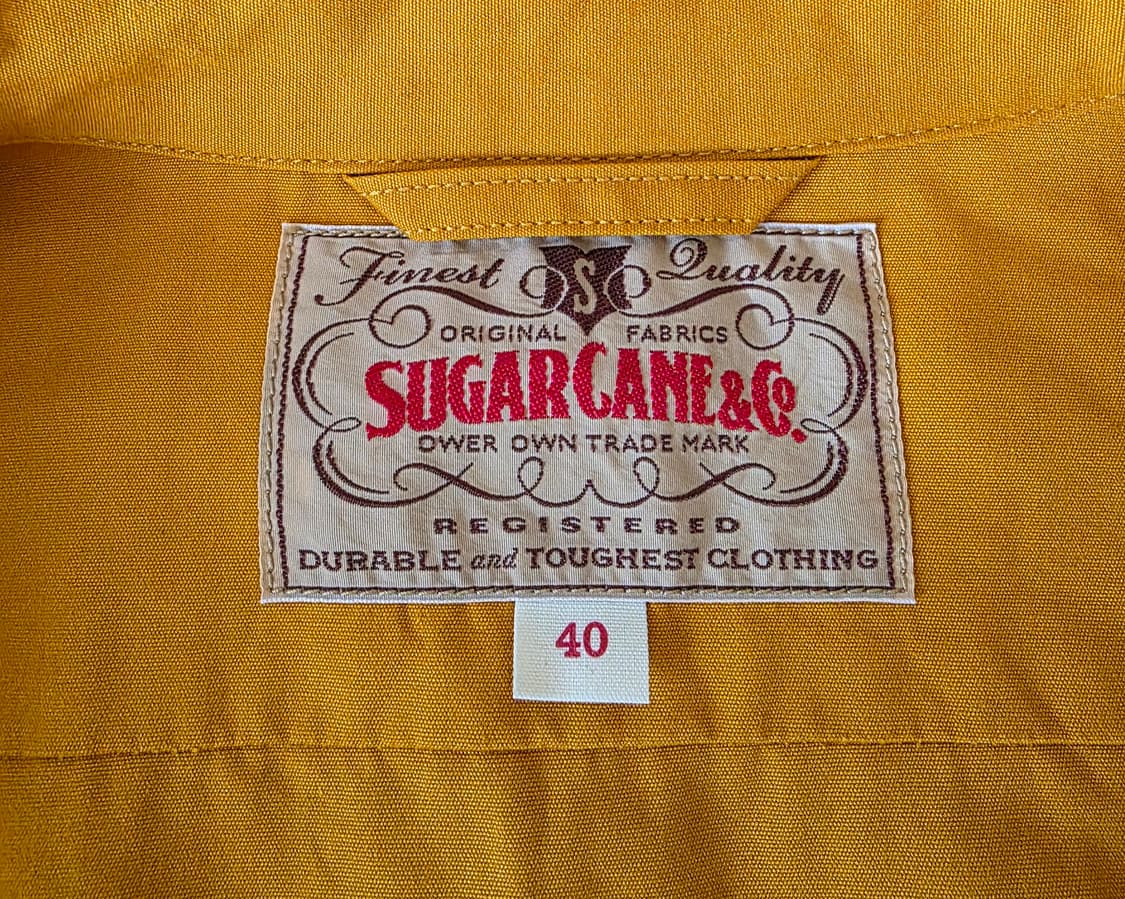 Finest S Quality
ORIGINAL FABRICS
SUGAR CANE & Co.
OWER OWN TRADE MARK
REGISTERED
DURABLE and TOUGHEST CLOTHING
40